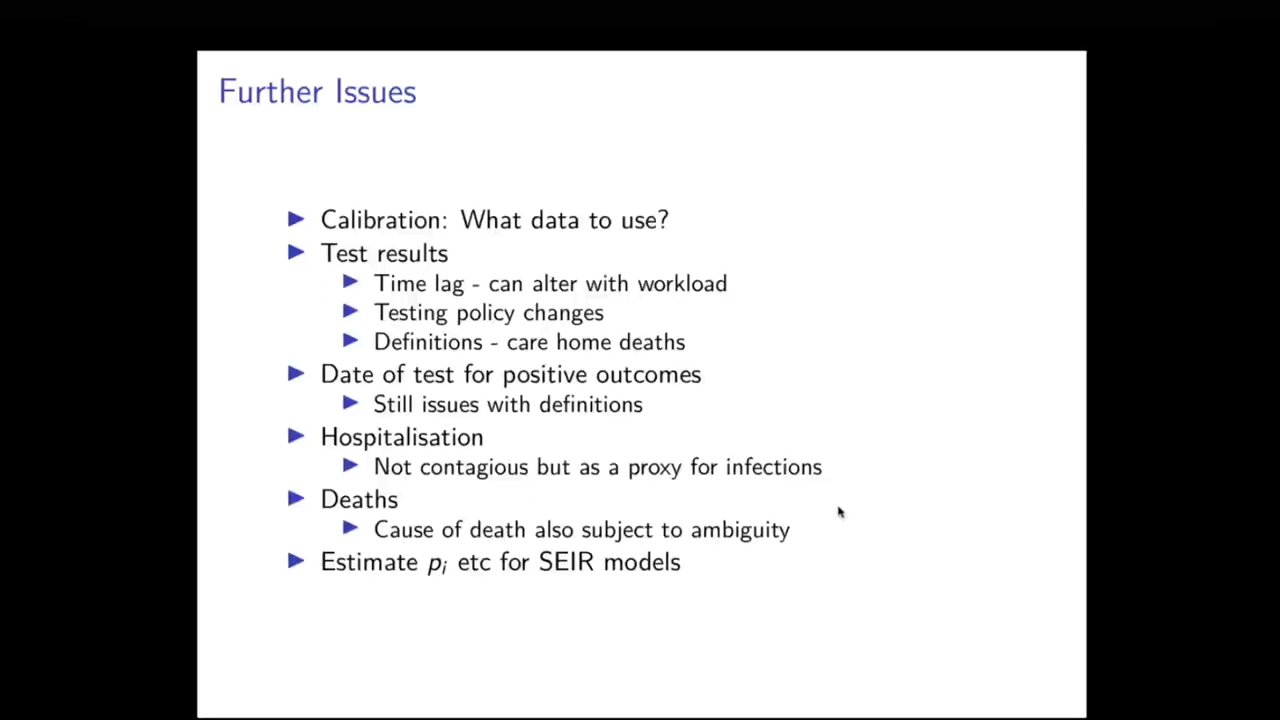 Further Issues
Calibration: What data to use?
Test results
Time lag - can alter with workload
Testing policy changes
Definitions - care home deaths
Date of test for positive outcomes
Still issues with definitions
Hospitalisation
Not contagious but as a proxy for infections
Deaths
Cause of death also subject to ambiguity
Estimate pᵢ etc for SEIR models